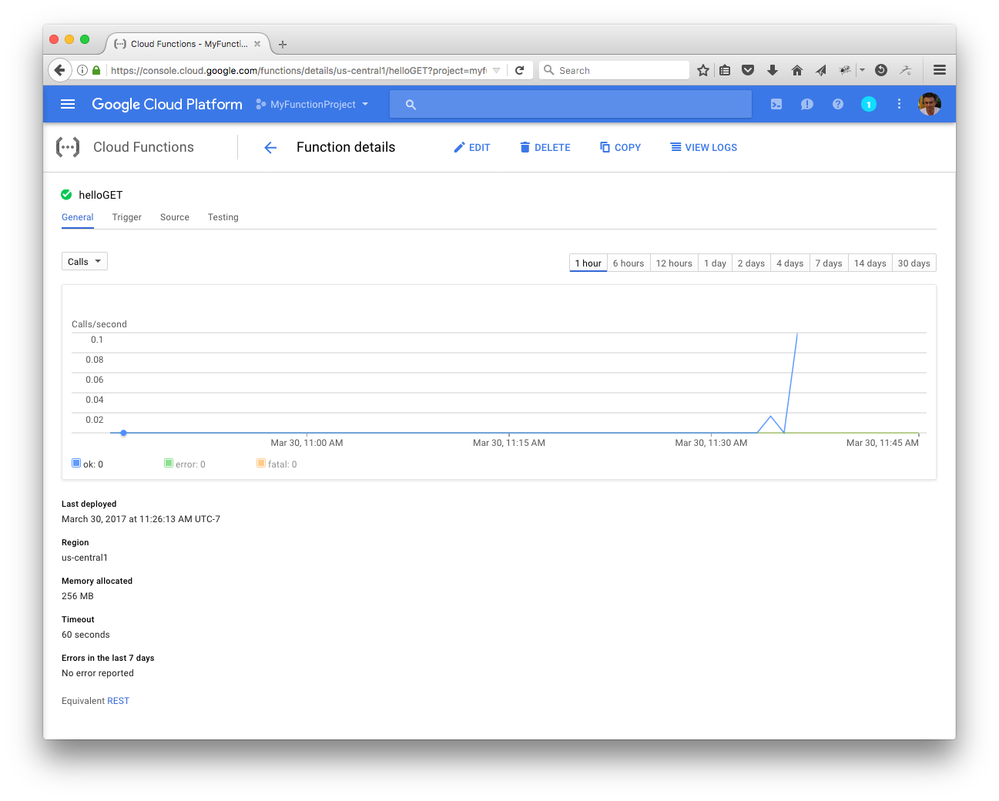 Cloud Functions - MyFuncti...
https://console.cloud.google.com/functions/details/us-central1/helloGET?project=myf
Search
Google Cloud Platform
MyFunctionProject
1
Cloud Functions
Function details
EDIT
DELETE
COPY
VIEW LOGS
helloGET
General Trigger Source Testing
Calls
1 hour 6 hours 12 hours 1 day 2 days 4 days 7 days 14 days 30 days
Calls/second
0.1
0.08
0.06
0.04
0.02
Mar 30, 11:00 AM Mar 30, 11:15 AM Mar 30, 11:30 AM Mar 30, 11:45 AM
ok: 0 error: 0 fatal: 0
Last deployed
March 30, 2017 at 11:26:13 AM UTC-7
Region
us-central1
Memory allocated
256 MB
Timeout
60 seconds
Errors in the last 7 days
No error reported
Equivalent REST